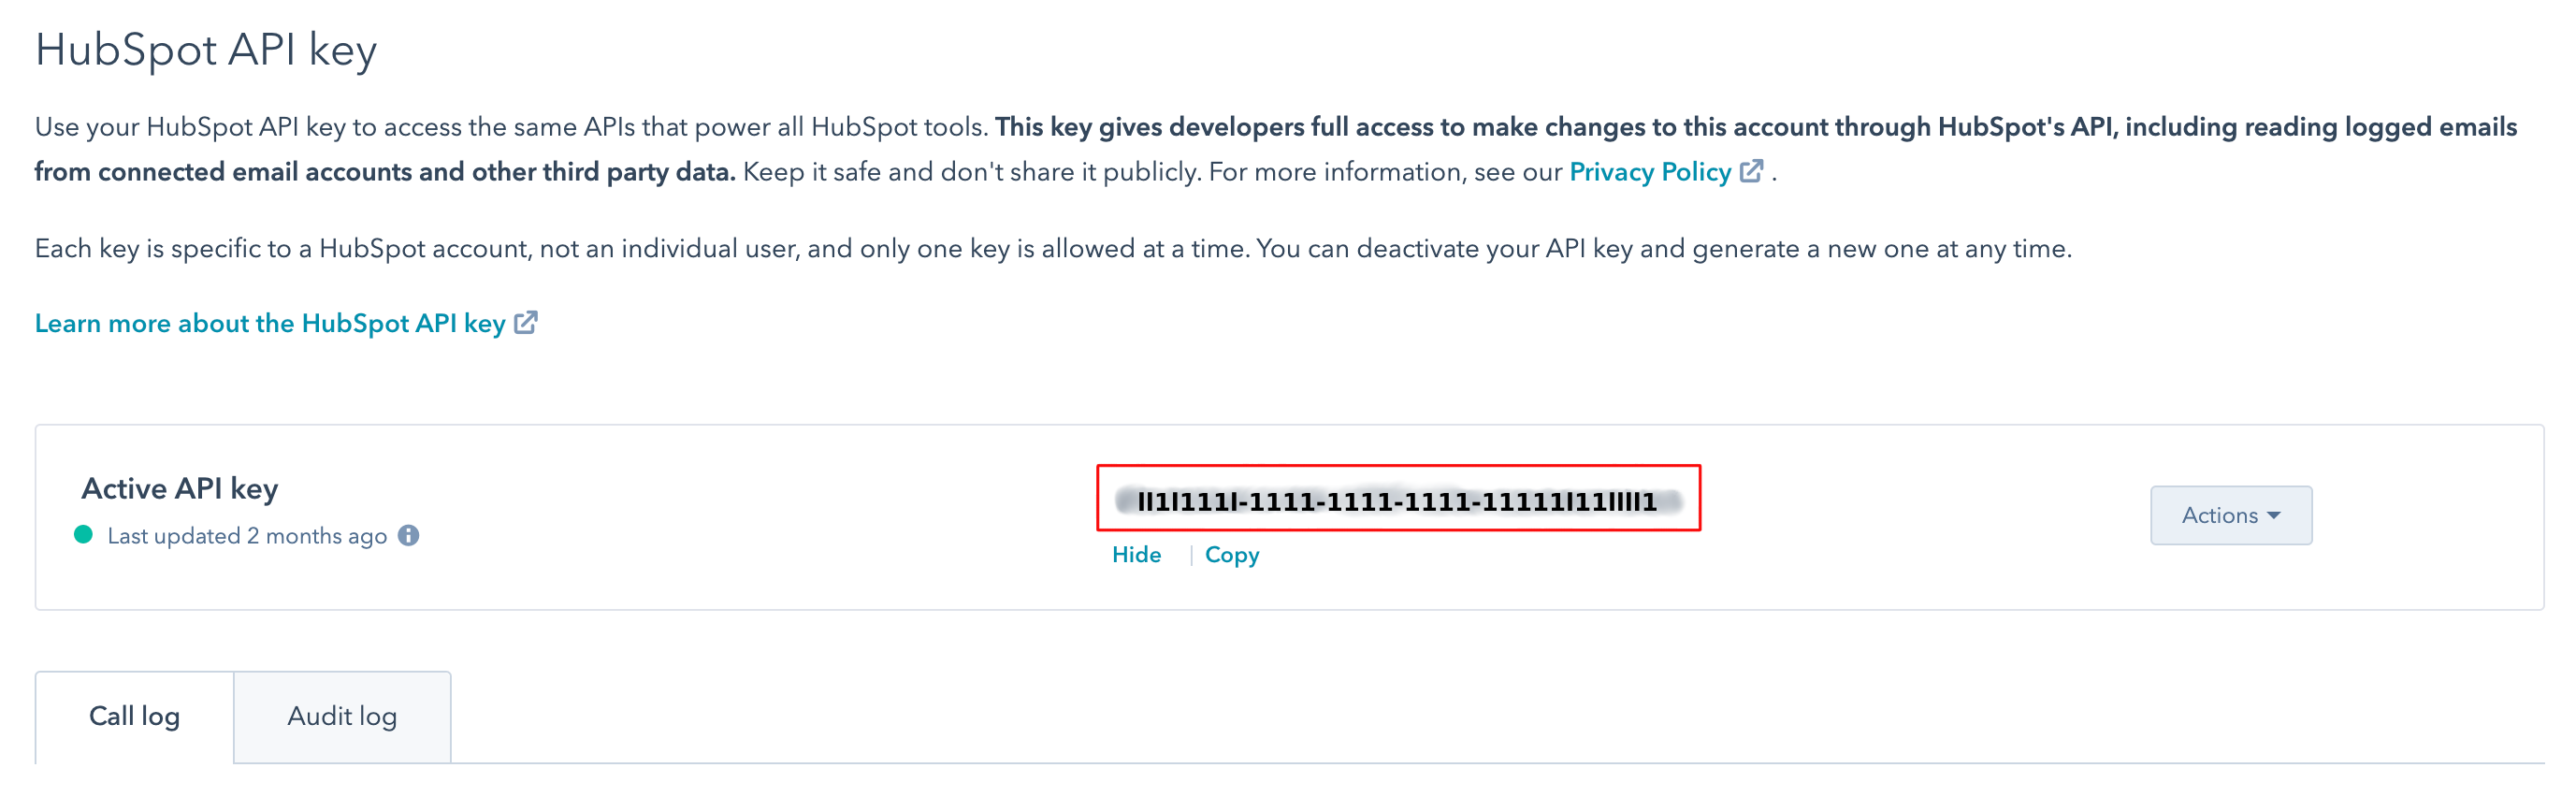 HubSpot API key
Use your HubSpot API key to access the same APIs that power all HubSpot tools. This key gives developers full access to make changes to this account through HubSpot's API, including reading logged emails
from connected email accounts and other third party data. Keep it safe and don't share it publicly. For more information, see our Privacy Policy .
Each key is specific to a HubSpot account, not an individual user, and only one key is allowed at a time. You can deactivate your API key and generate a new one at any time.
Learn more about the HubSpot API key
Active API key
ll1l111l-1111-1111-1111-11111l11llll1
Actions
Last updated 2 months ago
Hide | Copy
Call log
Audit log